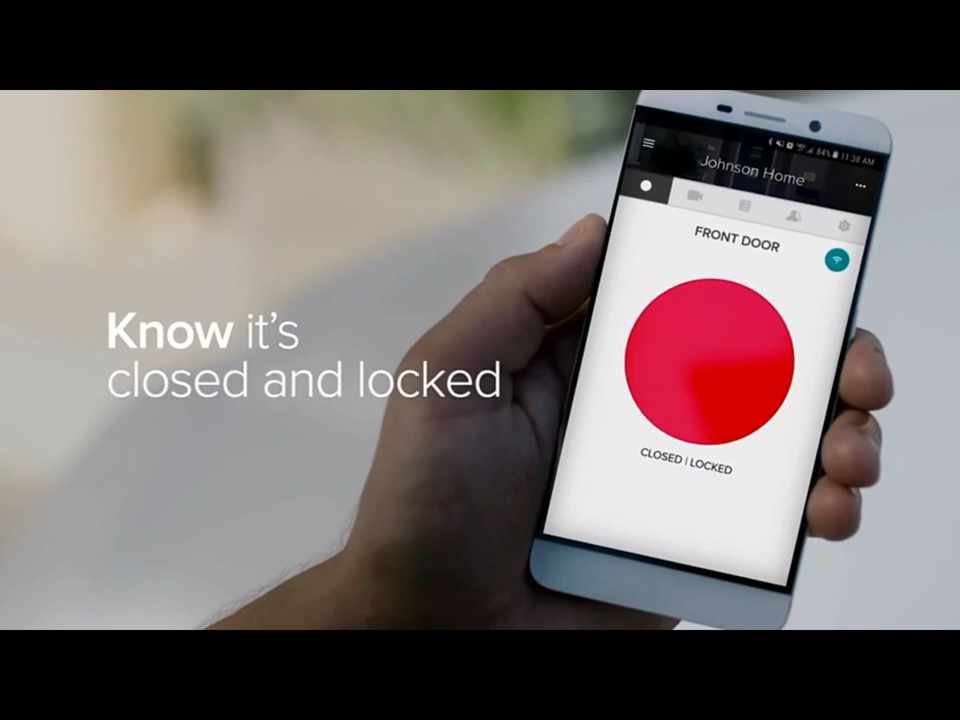 84% 11:38 AM
Johnson Home
FRONT DOOR
Know it's
closed and locked
CLOSED | LOCKED